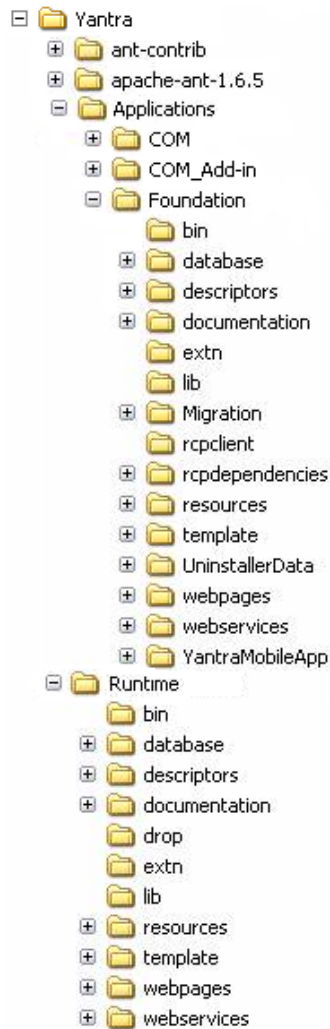 Yantra
ant-contrib
apache-ant-1.6.5
Applications
COM
COM_Add-in
Foundation
bin
database
descriptors
documentation
extn
lib
Migration
rcpclient
rcpdependencies
resources
template
UninstallerData
webpages
webservices
YantraMobileApp
Runtime
bin
database
descriptors
documentation
drop
extn
lib
resources
template
webpages
webservices